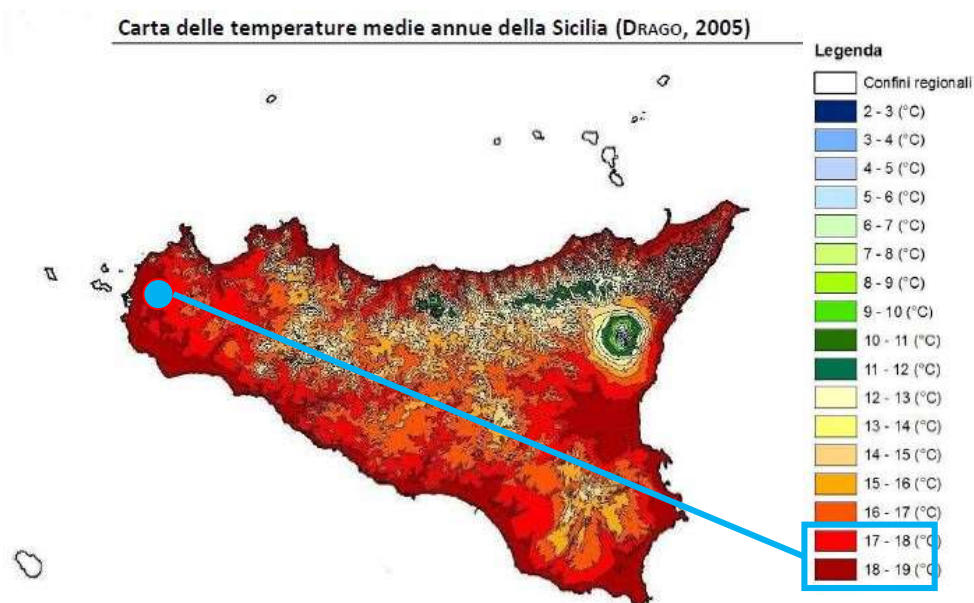 Carta delle temperature medie annue della Sicilia (DRAGO, 2005)
Legenda
Confini regionali
2 - 3 (°C)
3 - 4 (°C)
4 - 5 (°C)
5 - 6 (°C)
6 - 7 (°C)
7 - 8 (°C)
8 - 9 (°C)
9 - 10 (°C)
10 - 11 (°C)
11 - 12 (°C)
12 - 13 (°C)
13 - 14 (°C)
14 - 15 (°C)
15 - 16 (°C)
16 - 17 (°C)
17 - 18 (°C)
18 - 19 (°C)